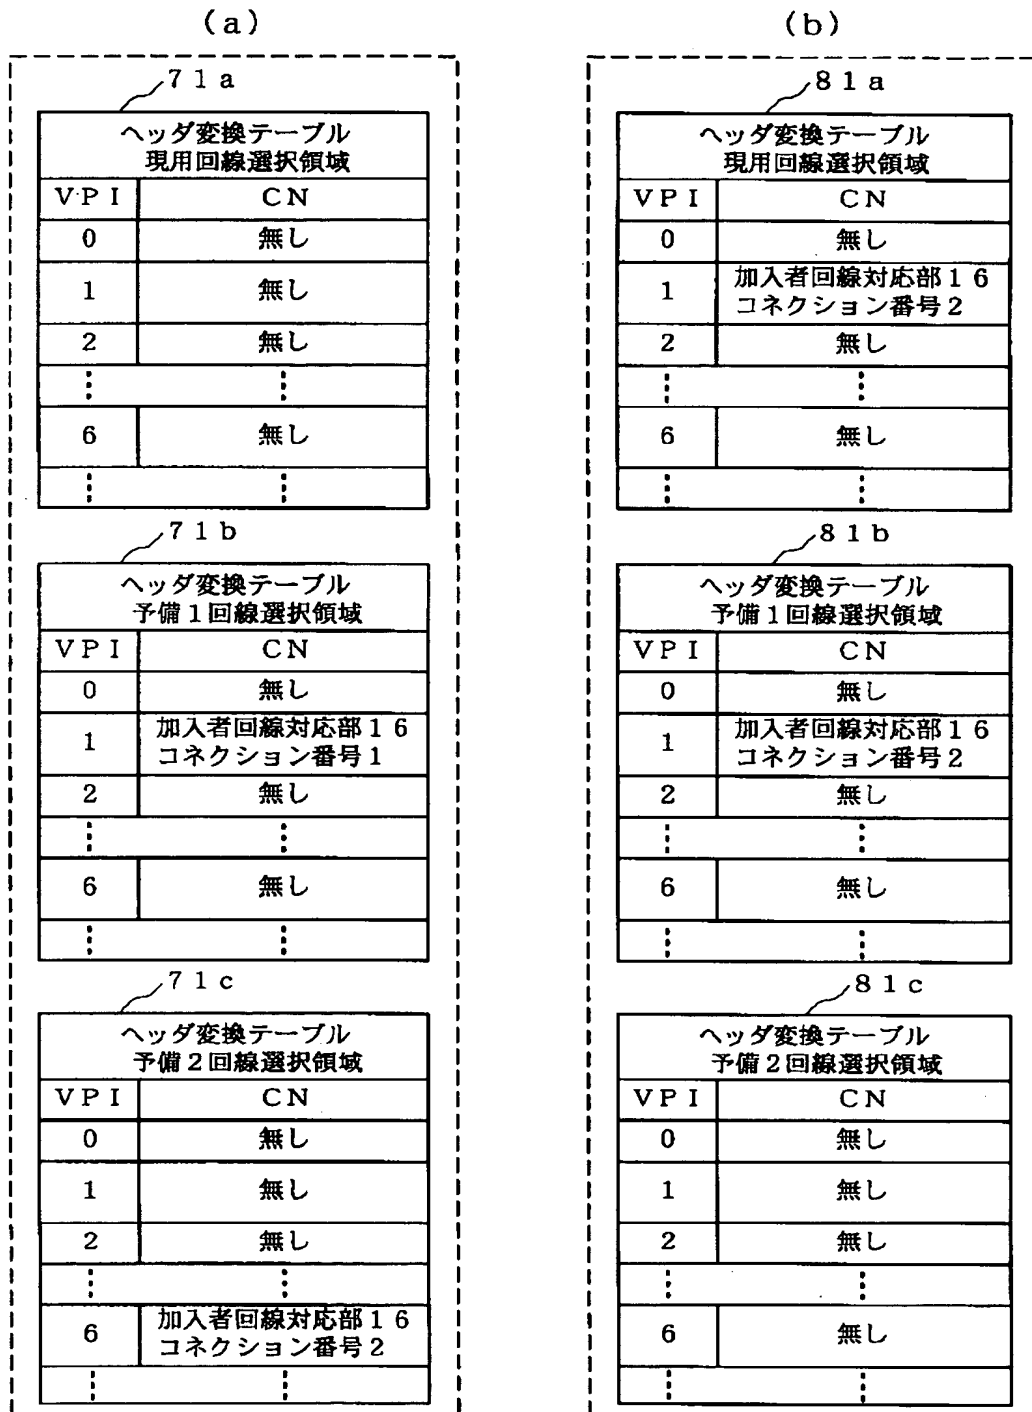 (a)
71a
ヘッダ変換テーブル
現用回線選択領域
VPI CN
0 無し
1 無し
2 無し
6 無し
71b
ヘッダ変換テーブル
予備1回線選択領域
VPI CN
0 無し
1 加入者回線対応部16
コネクション番号1
2 無し
6 無し
71c
ヘッダ変換テーブル
予備2回線選択領域
VPI CN
0 無し
1 無し
2 無し
6 加入者回線対応部16
コネクション番号2
(b)
81a
ヘッダ変換テーブル
現用回線選択領域
VPI CN
0 無し
1 加入者回線対応部16
コネクション番号2
2 無し
6 無し
81b
ヘッダ変換テーブル
予備1回線選択領域
VPI CN
0 無し
1 加入者回線対応部16
コネクション番号2
2 無し
6 無し
81c
ヘッダ変換テーブル
予備2回線選択領域
VPI CN
0 無し
1 無し
2 無し
6 無し